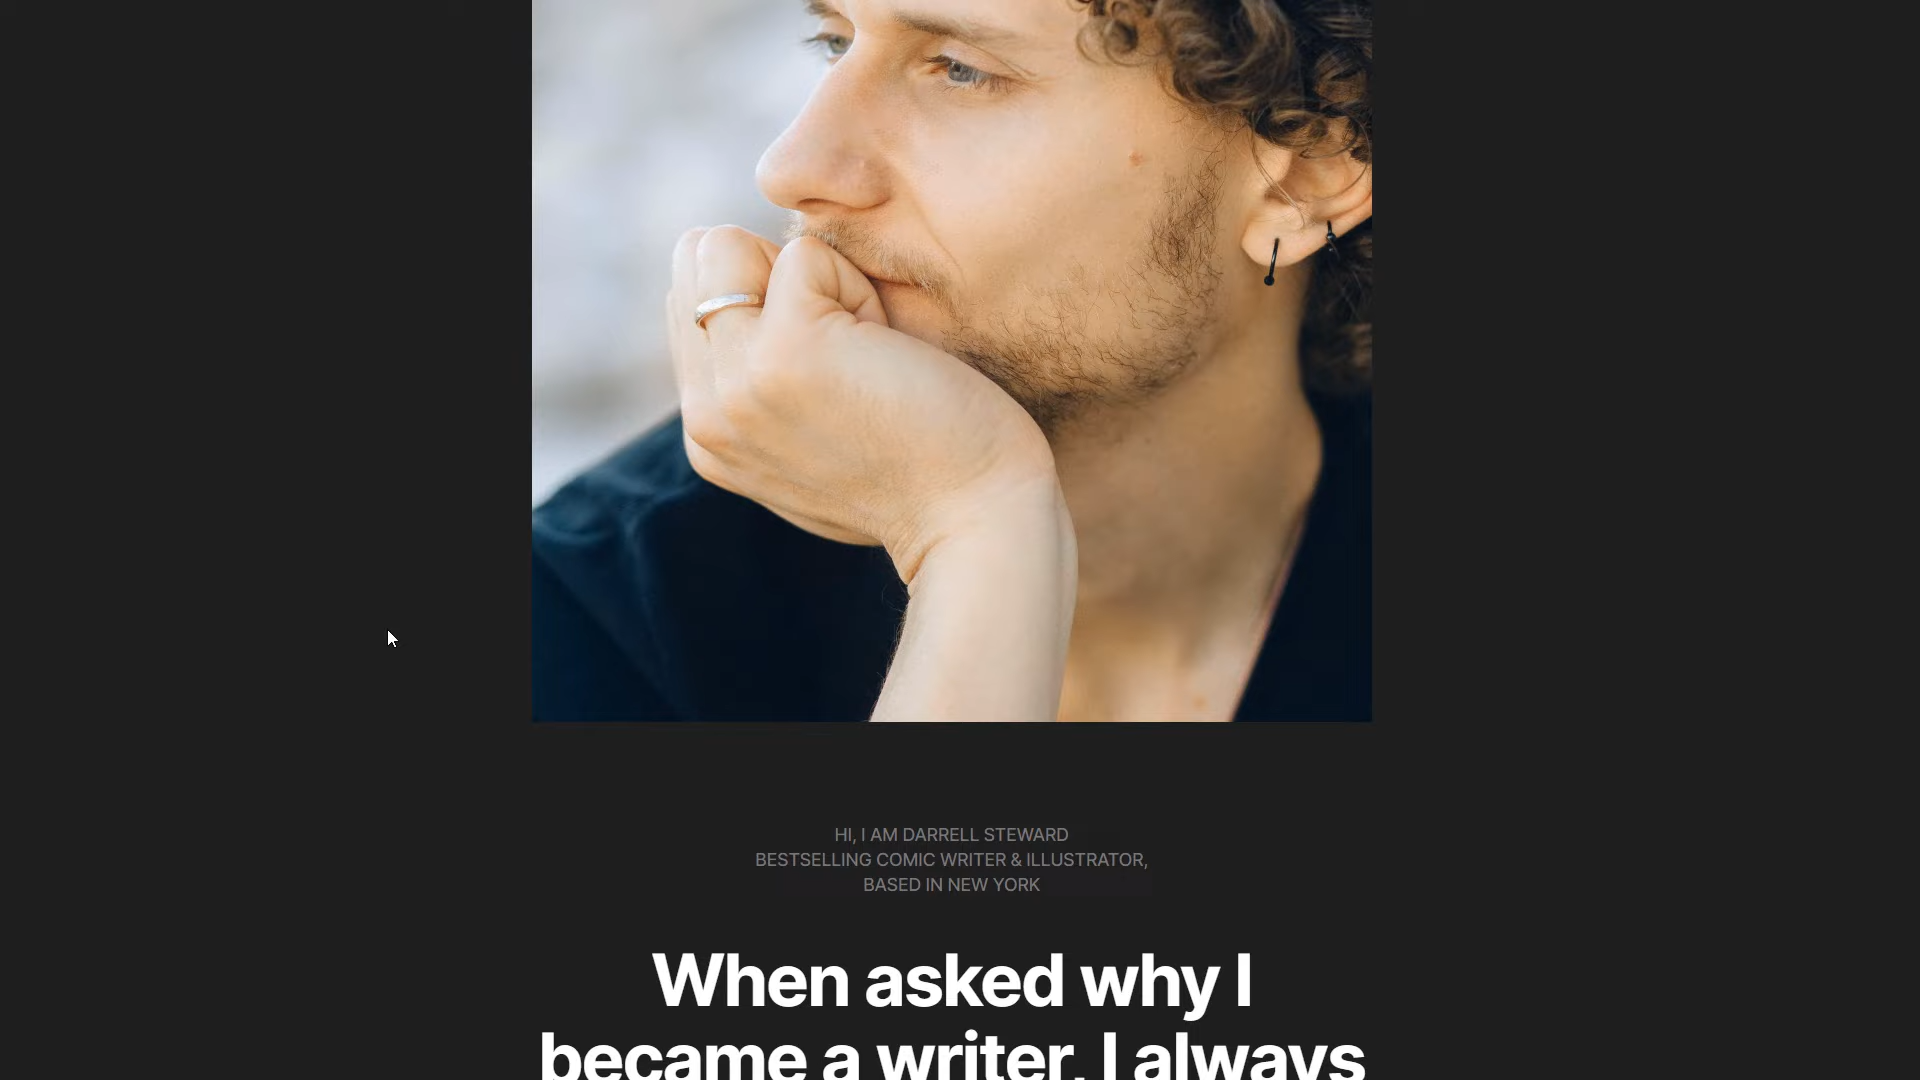 HI, I AM DARRELL STEWARD
BESTSELLING COMIC WRITER & ILLUSTRATOR,
BASED IN NEW YORK
When asked why I
became a writer, I always